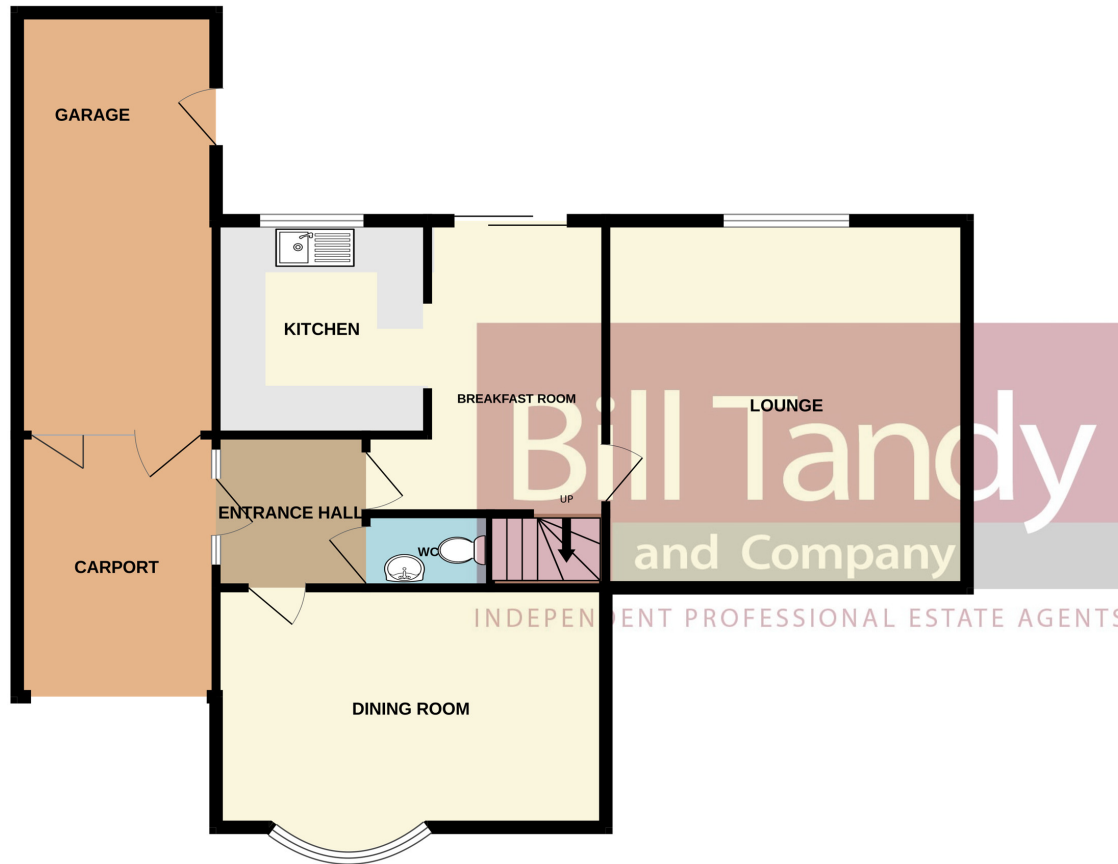 GARAGE
KITCHEN
BREAKFAST ROOM
LOUNGE
Bill Tandy
UP
ENTRANCE HALL
WC
and Company
CARPORT
INDEPENDENT PROFESSIONAL ESTATE AGENTS
DINING ROOM